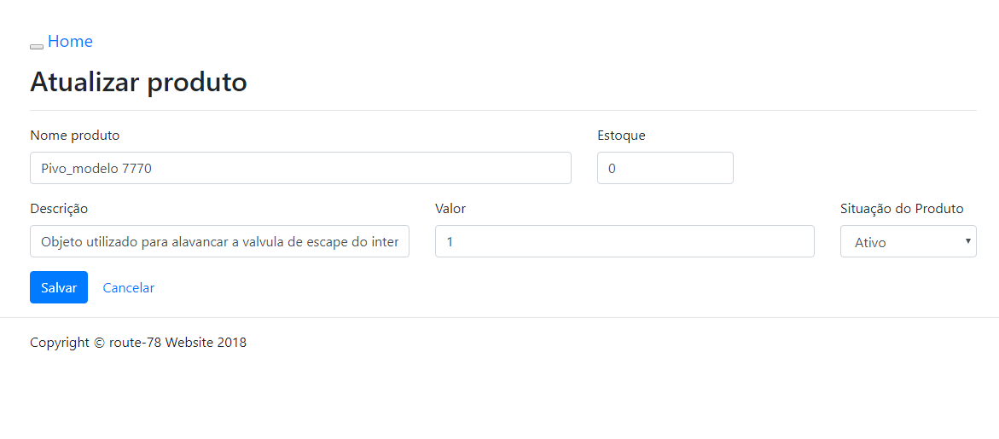 Home
Atualizar produto
Nome produto Estoque
Pivo_modelo 7770 0
Descrição Valor Situação do Produto
Objeto utilizado para alavancar a valvula de escape do inter 1 Ativo
Salvar Cancelar
Copyright © route-78 Website 2018